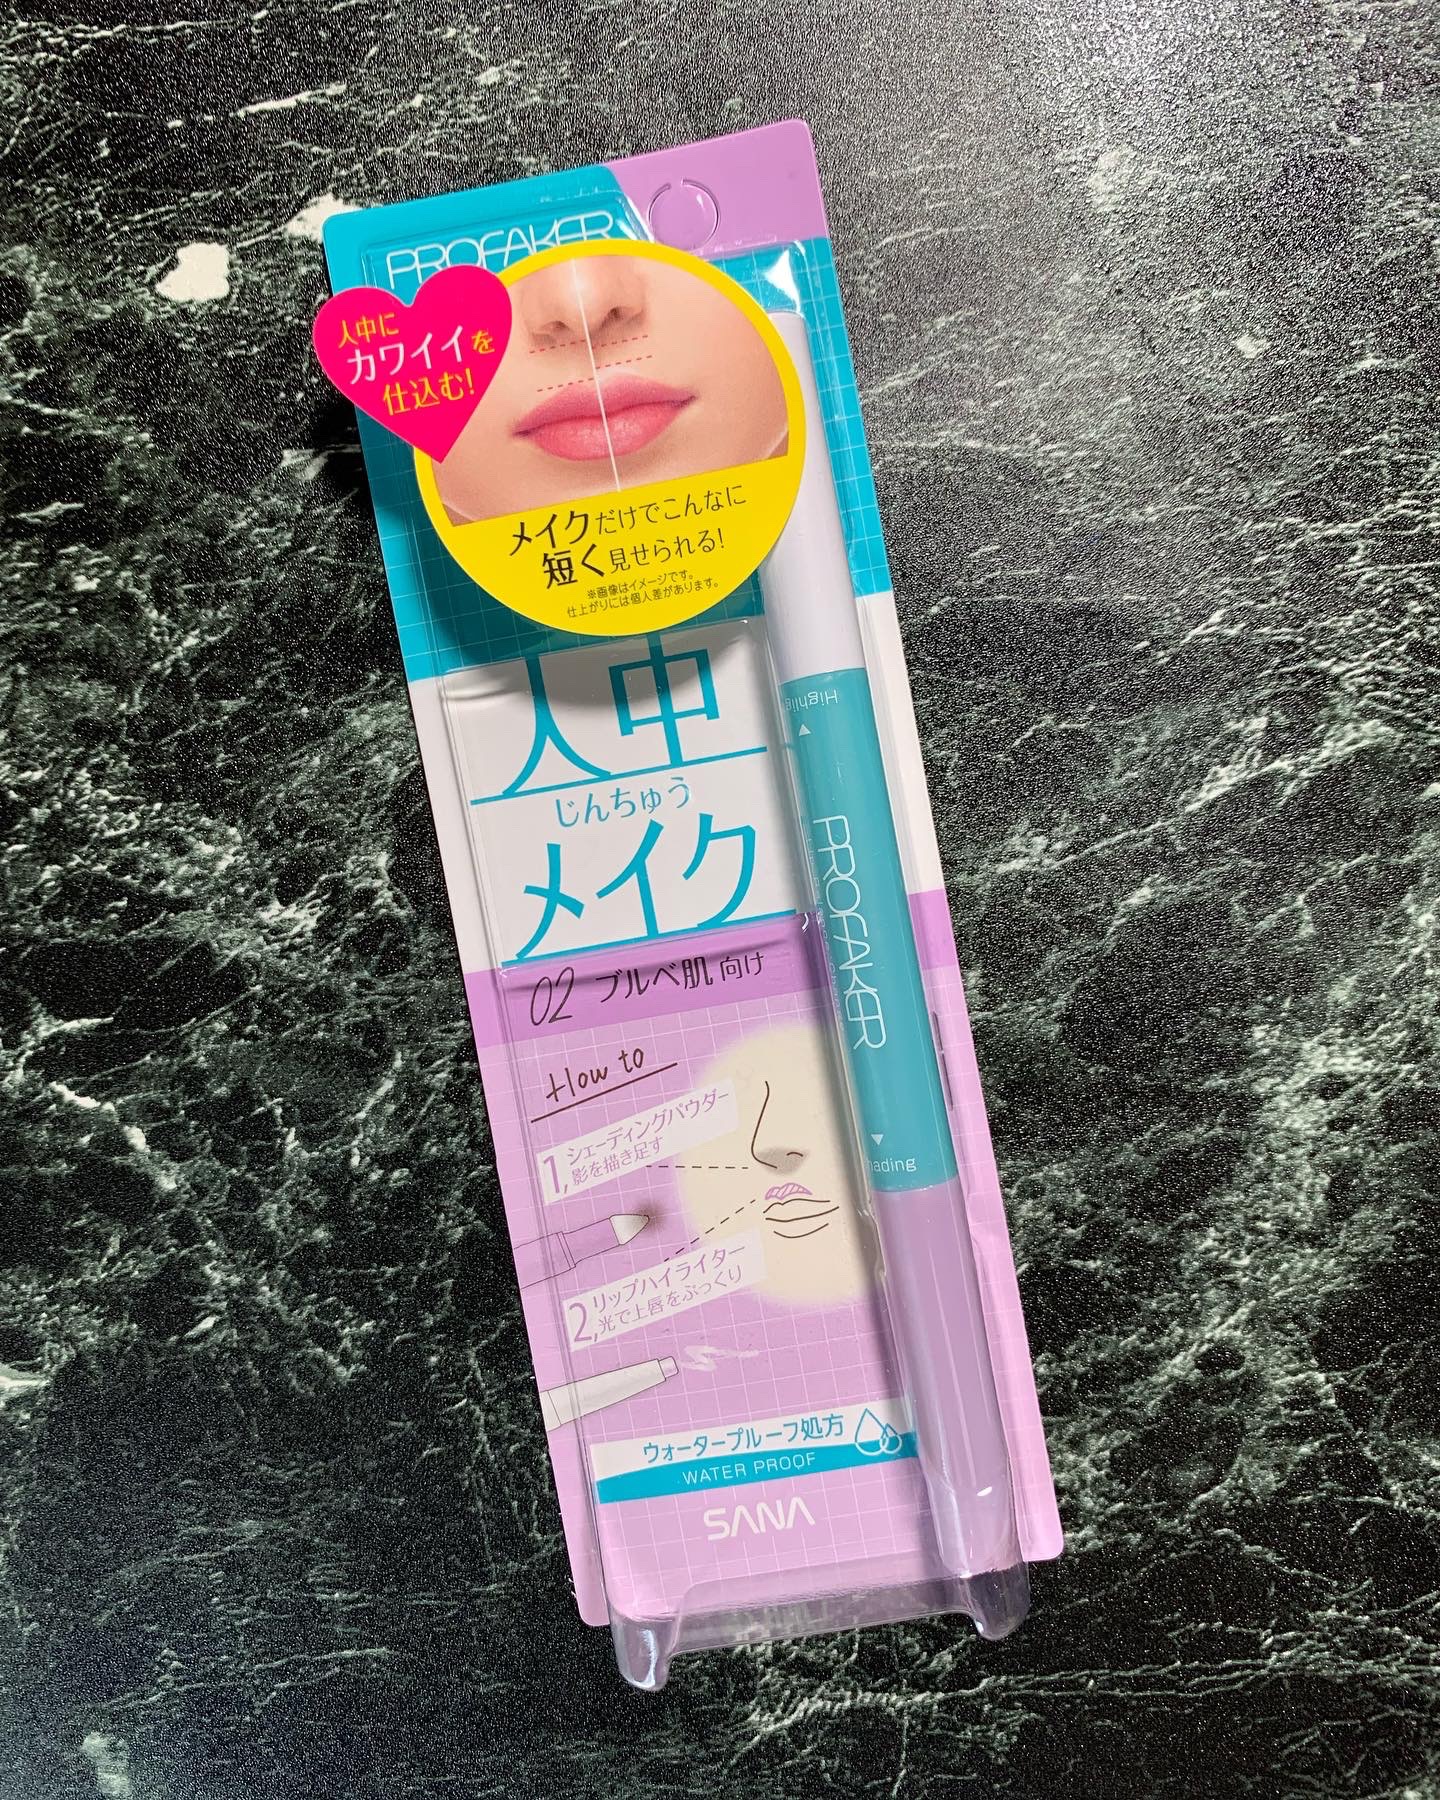 PROFAKER
人中に
カワイイを
仕込む!
メイクだけでこんなに
短く見せられる!
※画像はイメージです。
仕上がりには個人差があります。
人中
じんちゅう
メイク
02 ブルベ肌 向け
How to
1, シェーディングパウダー
影を描き足す
2, リップハイライター
光で上唇をぷっくり
ウォータープルーフ処方
WATER PROOF
SANA
PROFAKER